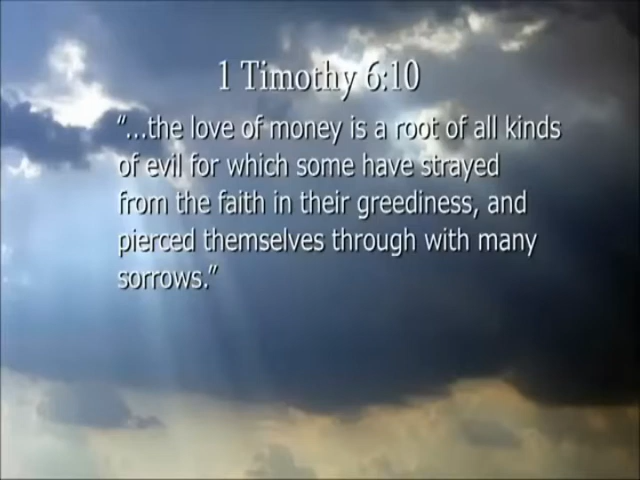 1 Timothy 6:10
"...the love of money is a root of all kinds
of evil for which some have strayed
from the faith in their greediness, and
pierced themselves through with many
sorrows."